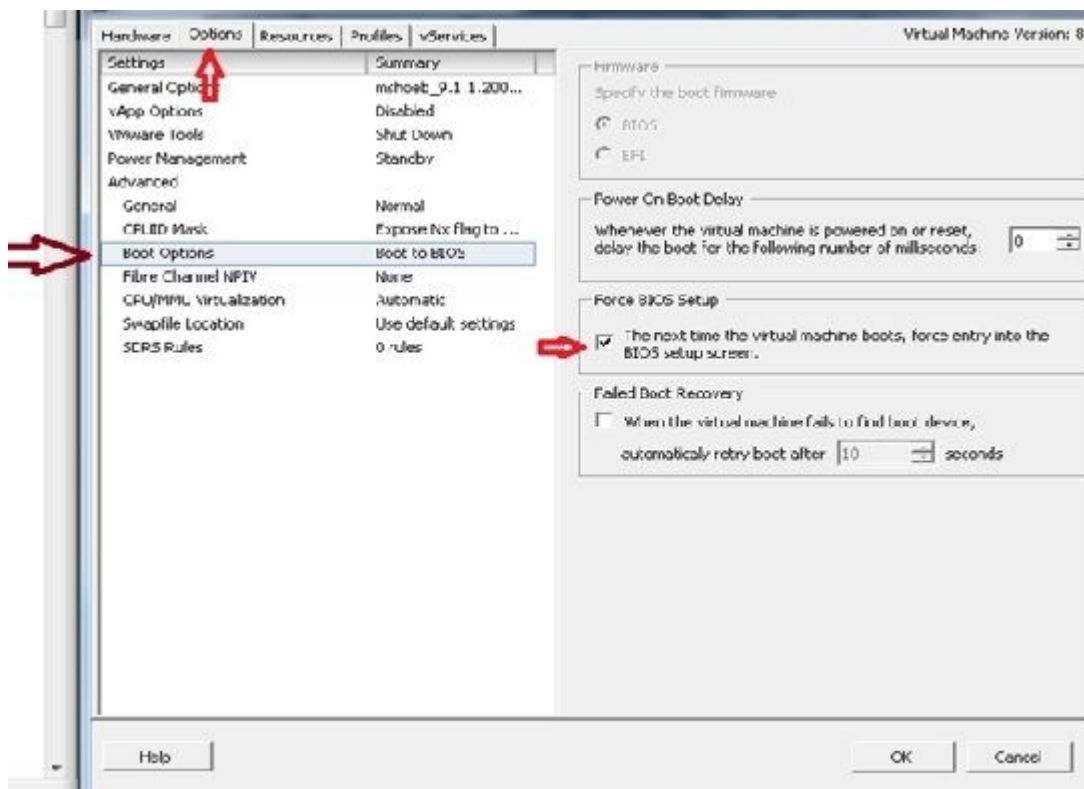 Hardware Options Resources Profiles vServices Virtual Machine Version: 8
Settings Summary
General Options 9.1.1.200...
vApp Options Disabled
VMware Tools Shut Down
Power Management Standby
Advanced
General Normal
CPUID Mask Expose Nx flag to ...
Boot Options Boot to BIOS
Fibre Channel NPIV None
CPU/MMU Virtualization Automatic
Swapfile Location Use default settings
SDRS Rules 0 rules
Firmware
Specify the boot firmware
BIOS
EFI
Power On Boot Delay
Whenever the virtual machine is powered on or reset,
delay the boot for the following number of milliseconds
0
Force BIOS Setup
The next time the virtual machine boots, force entry into the
BIOS setup screen.
Failed Boot Recovery
When the virtual machine fails to find boot device,
automaticaly retry boot after 10 seconds
Help OK Cancel